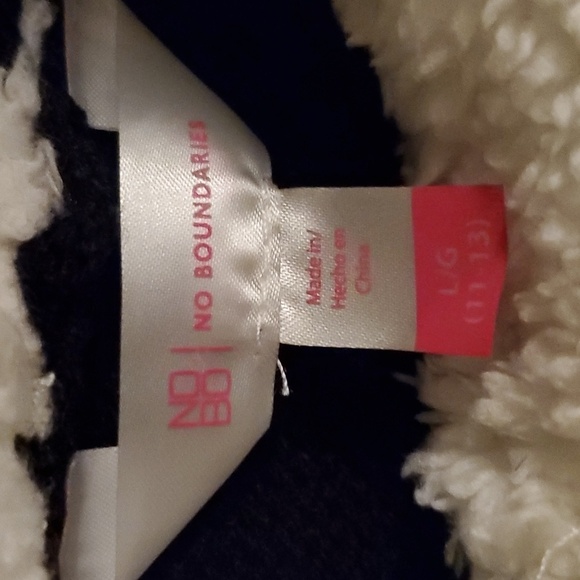 NO
BO
NO BOUNDARIES
Made in/
Hecho en
China
L/G
(11-13)